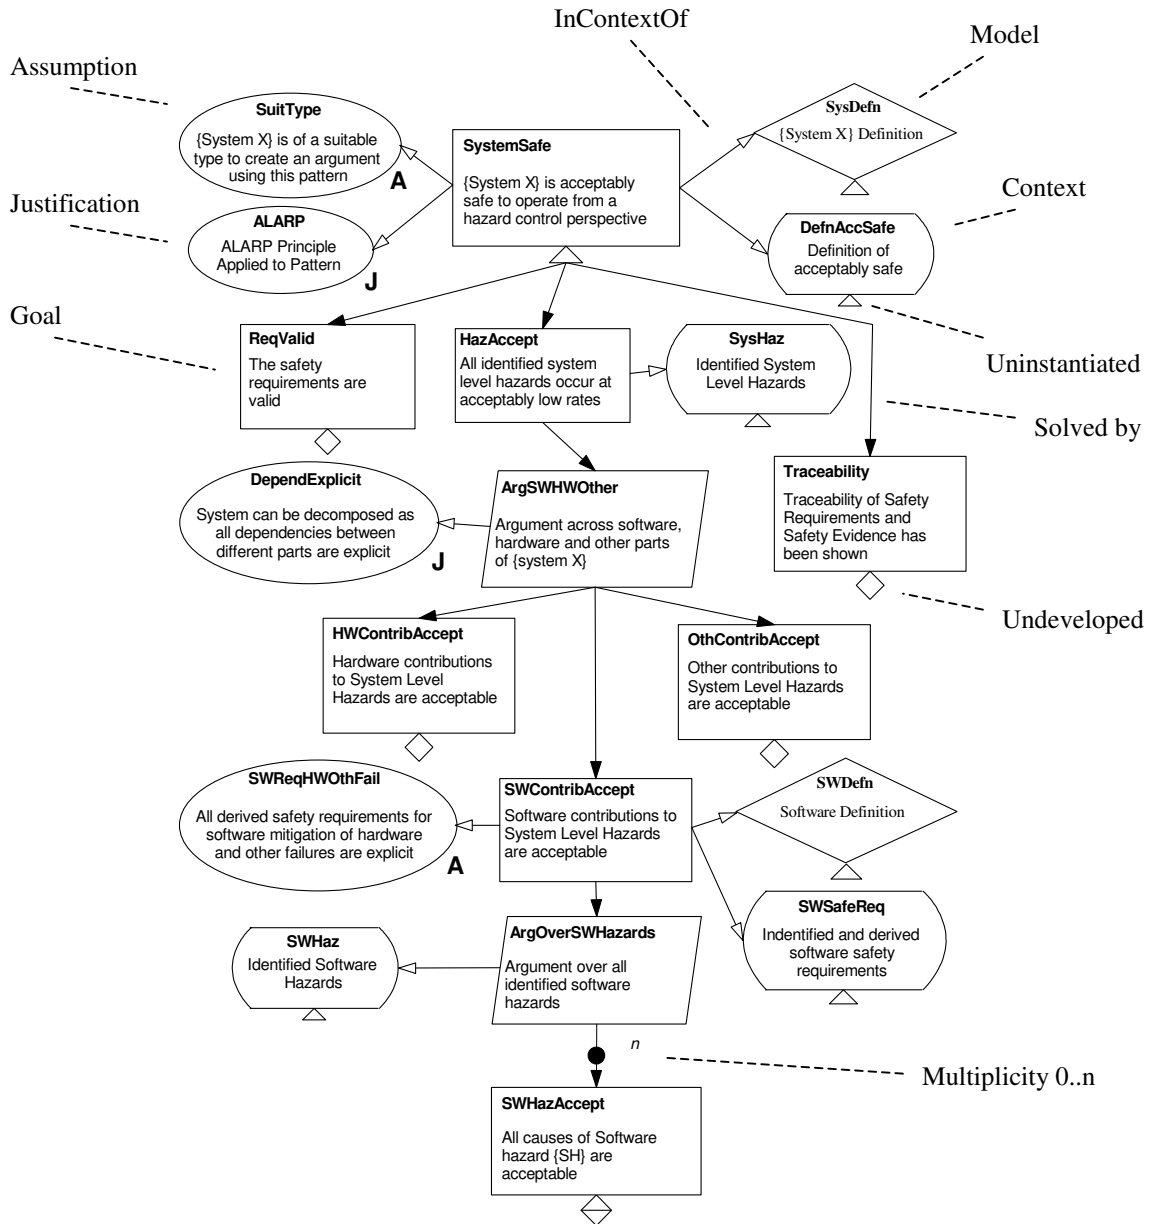 InContextOf
Model
Assumption
SuitType
{System X} is of a suitable
type to create an argument
using this pattern
A
SystemSafe
{System X} is acceptably
safe to operate from a
hazard control perspective
SysDefn
{System X} Definition
Justification
ALARP
ALARP Principle
Applied to Pattern
J
Context
DefnAccSafe
Definition of
acceptably safe
Goal
ReqValid
The safety
requirements are
valid
HazAccept
All identified system
level hazards occur at
acceptably low rates
SysHaz
Identified System
Level Hazards
Uninstantiated
Solved by
DependExplicit
System can be decomposed as
all dependencies between
different parts are explicit
J
ArgSWHWOther
Argument across software,
hardware and other parts
of {system X}
Traceability
Traceability of Safety
Requirements and
Safety Evidence has
been shown
Undeveloped
HWContribAccept
Hardware contributions
to System Level
Hazards are acceptable
OthContribAccept
Other contributions to
System Level Hazards
are acceptable
SWReqHWOthFail
All derived safety requirements for
software mitigation of hardware
and other failures are explicit
A
SWContribAccept
Software contributions to
System Level Hazards
are acceptable
SWDefn
Software Definition
SWHaz
Identified Software
Hazards
ArgOverSWHazards
Argument over all
identified software
hazards
SWSafeReq
Indentified and derived
software safety
requirements
n
Multiplicity 0..n
SWHazAccept
All causes of Software
hazard {SH} are
acceptable